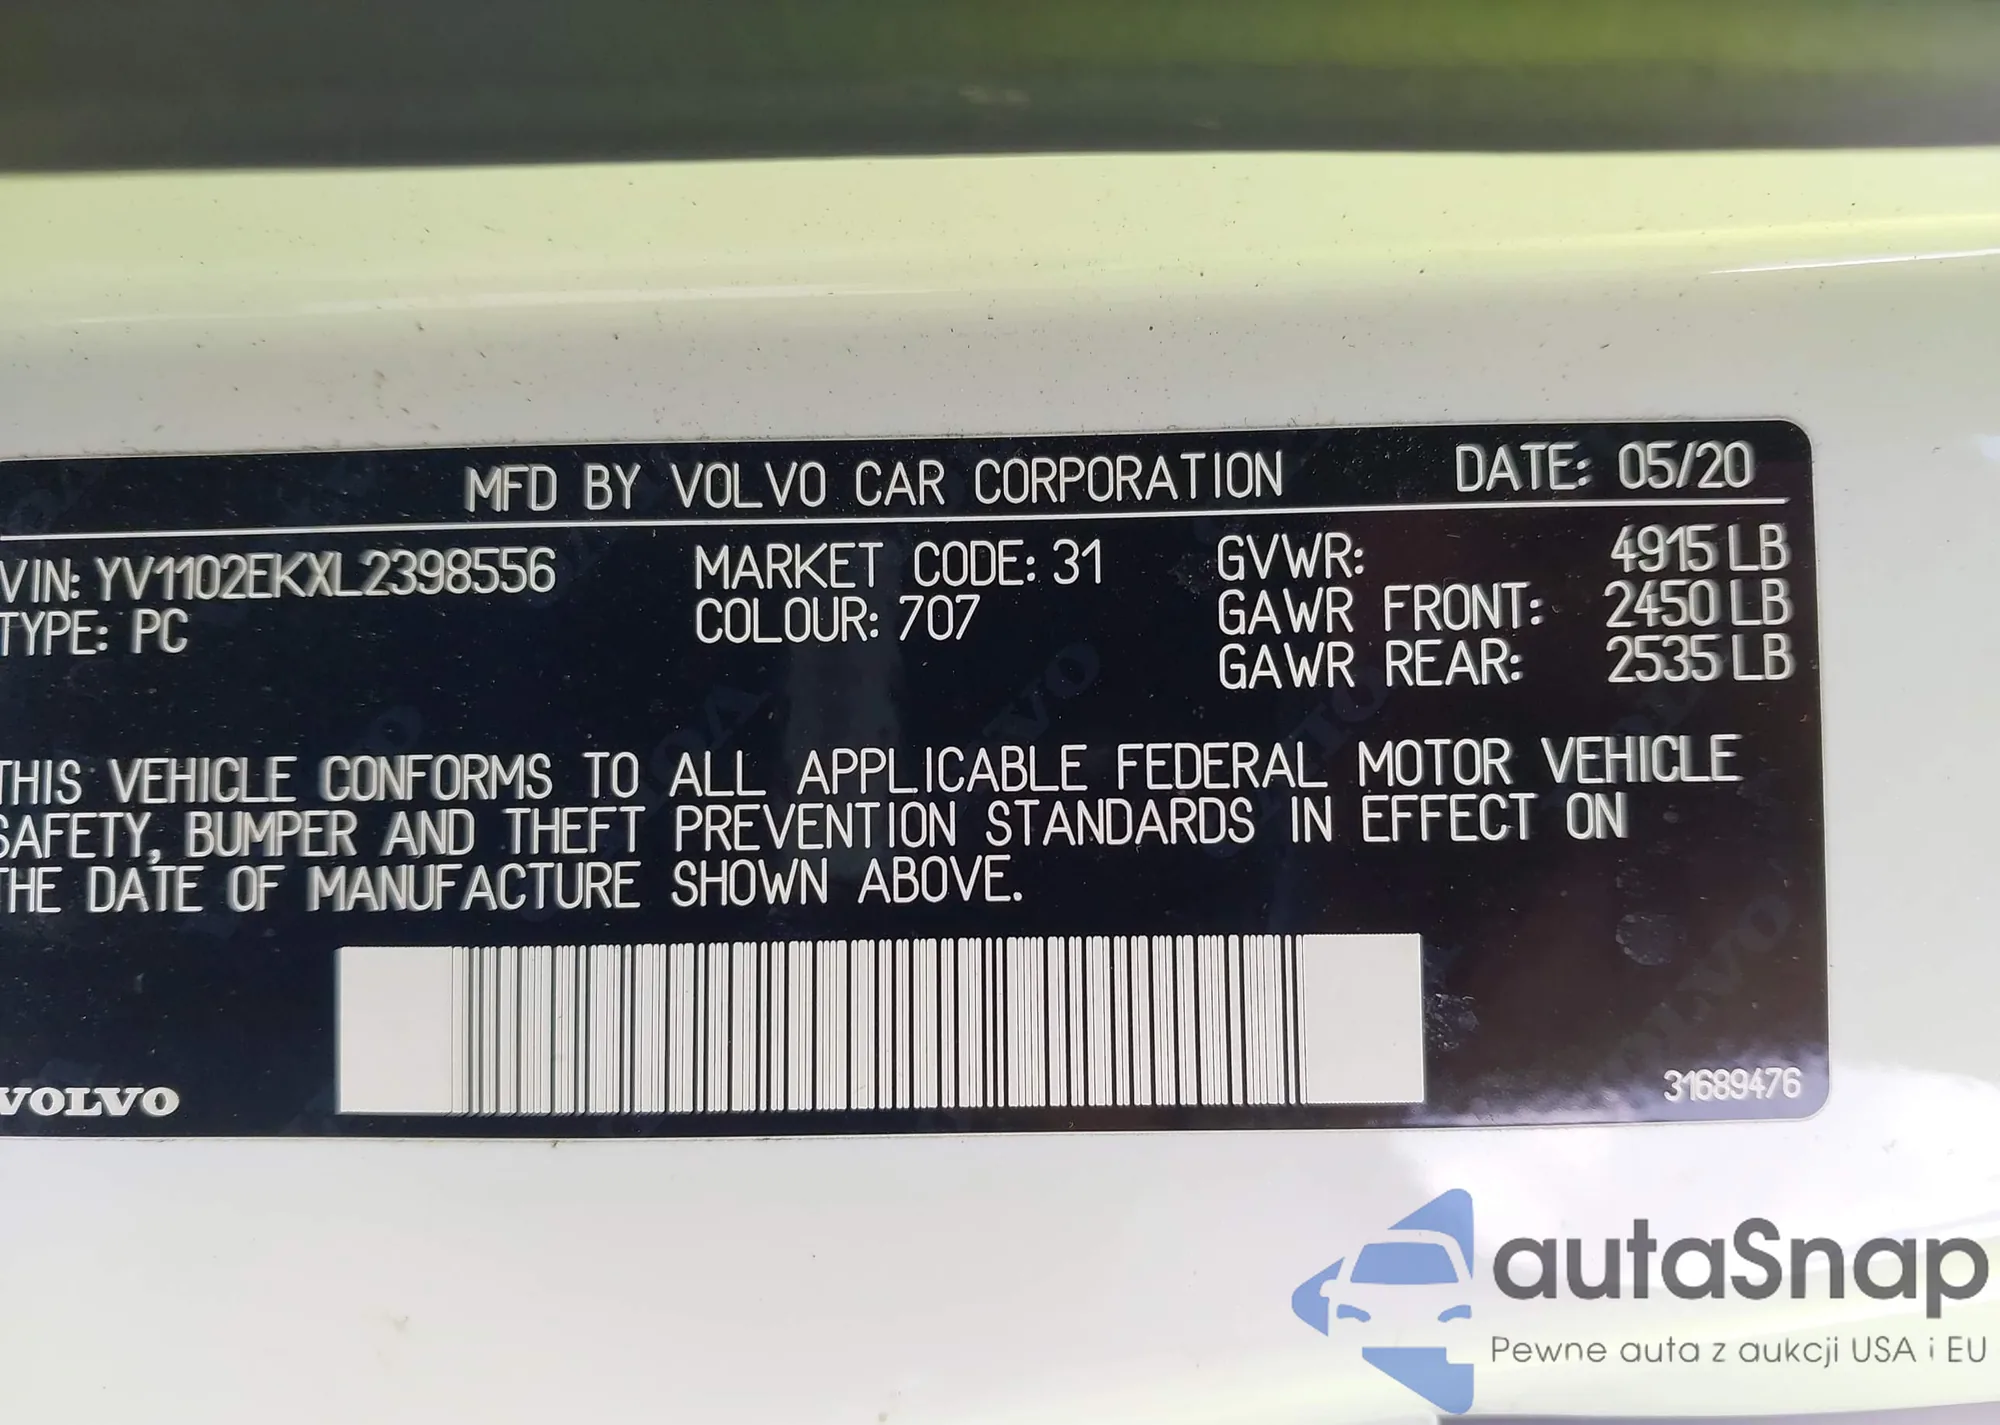 MFD BY VOLVO CAR CORPORATION DATE: 05/20
VIN: YV1102EKXL2398556 MARKET CODE: 31 GVWR: 4915 LB
TYPE: PC COLOUR: 707 GAWR FRONT: 2450 LB
GAWR REAR: 2535 LB
THIS VEHICLE CONFORMS TO ALL APPLICABLE FEDERAL MOTOR VEHICLE
SAFETY, BUMPER AND THEFT PREVENTION STANDARDS IN EFFECT ON
THE DATE OF MANUFACTURE SHOWN ABOVE.
VOLVO
31689476
autaSnap
Pewne auta z aukcji USA i EU